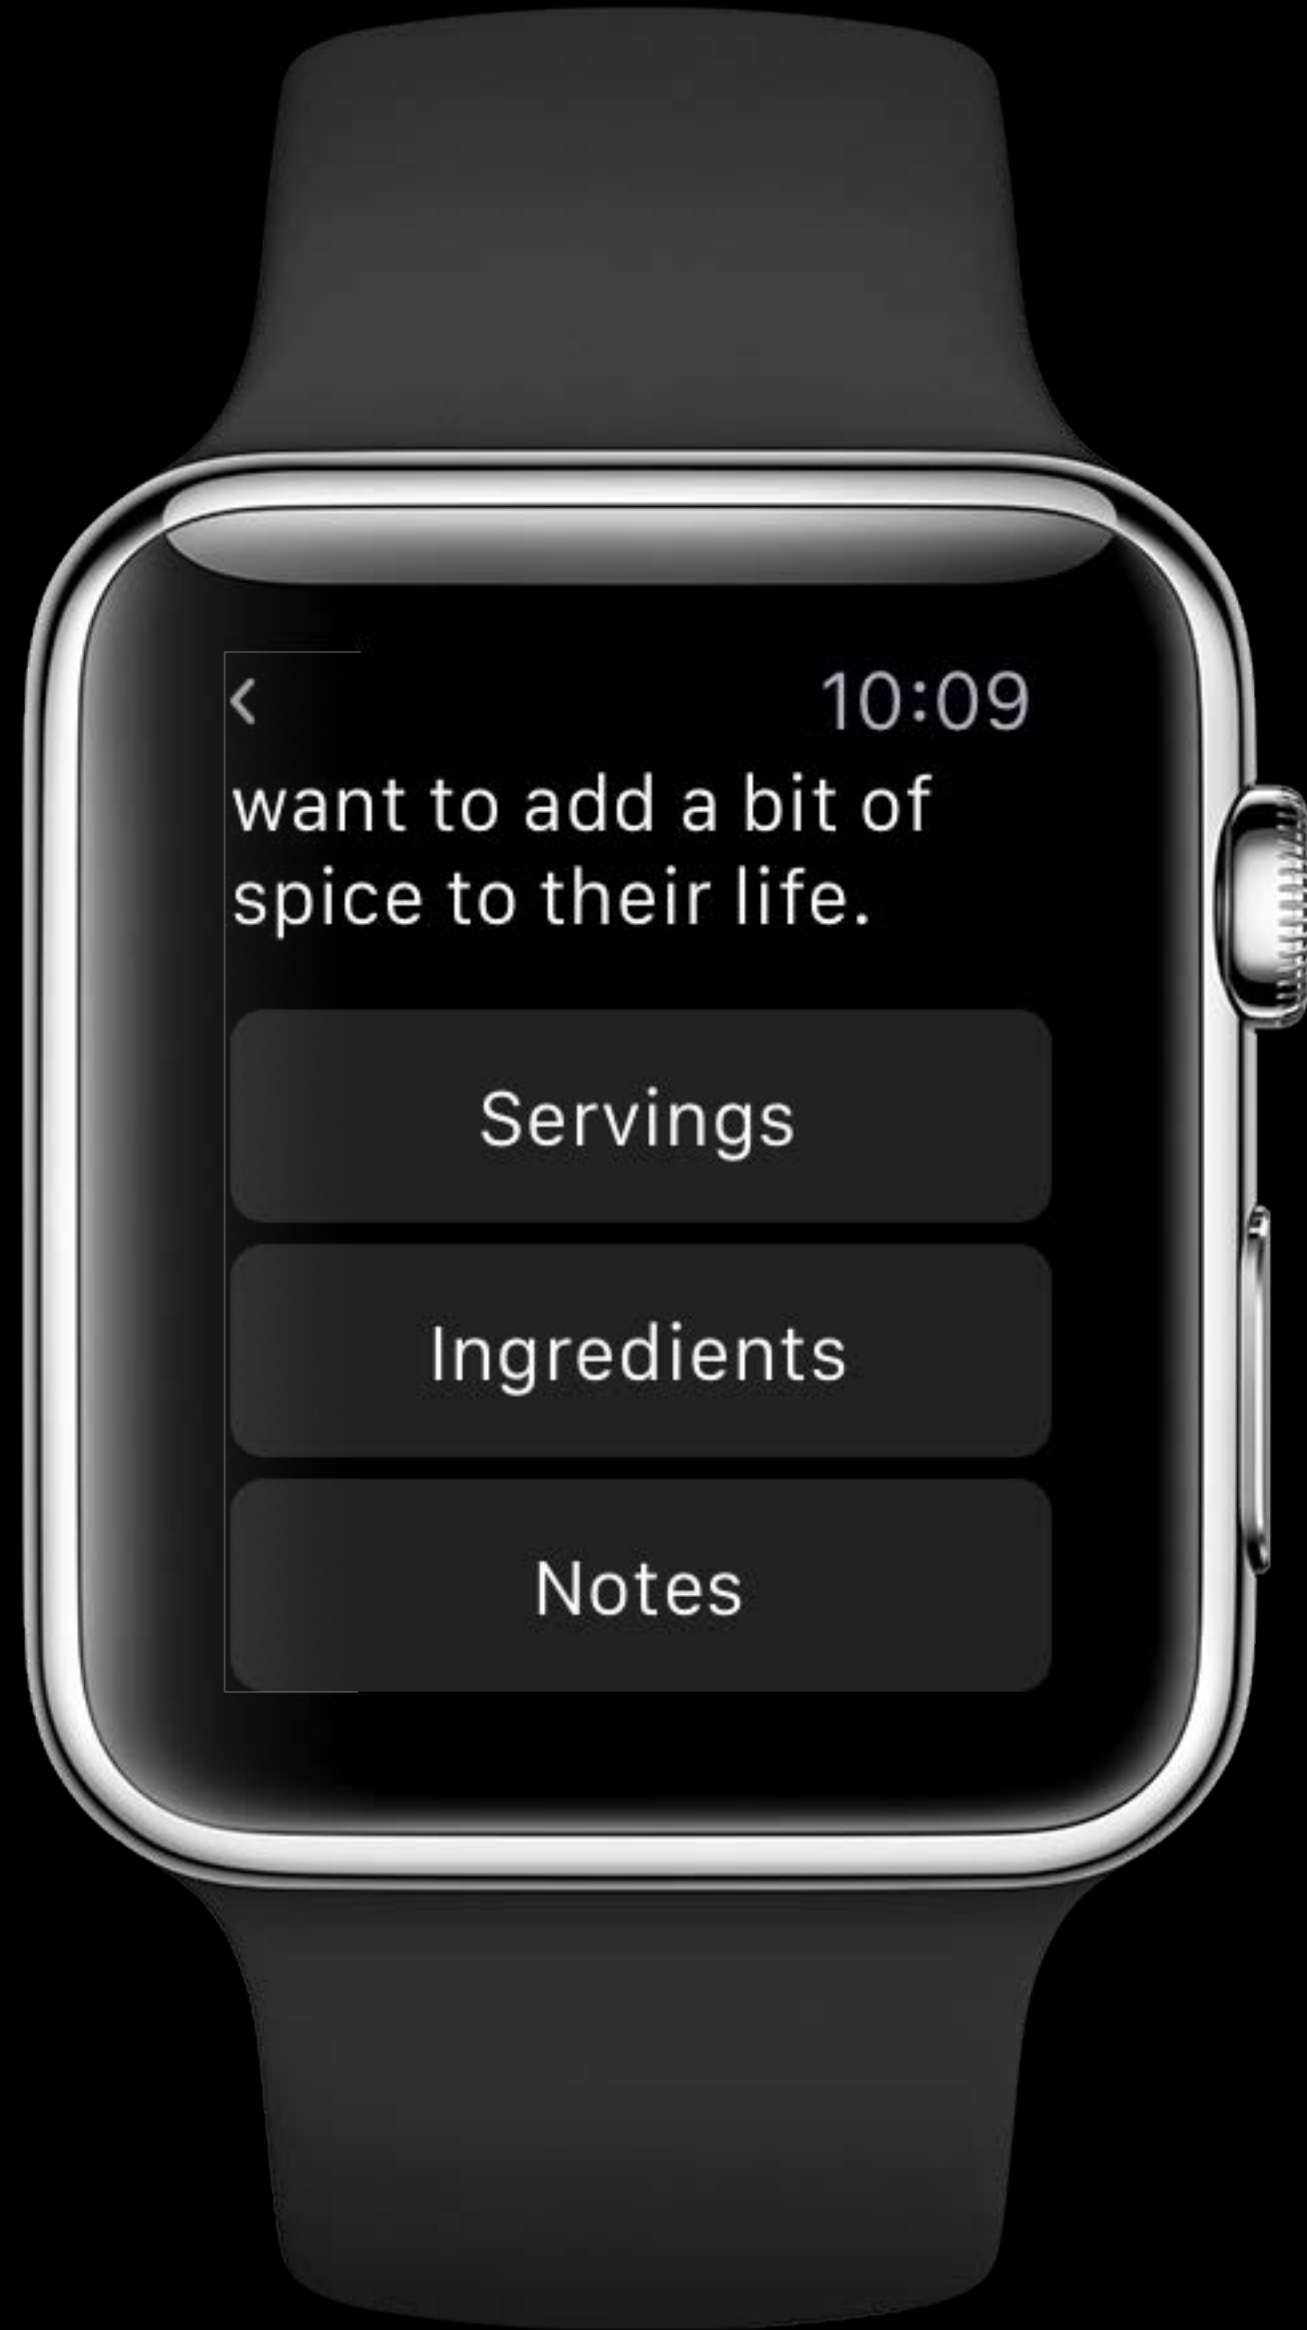 10:09
want to add a bit of
spice to their life.
Servings
Ingredients
Notes